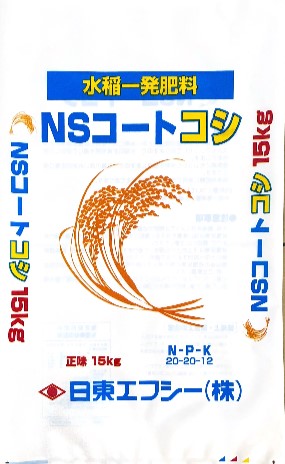 水稲一発肥料
NSコートコシ
NSコートコシ 15kg
NSコートコシ 15kg
正味 15kg
N-P-K
20-20-12
日東エフシー(株)